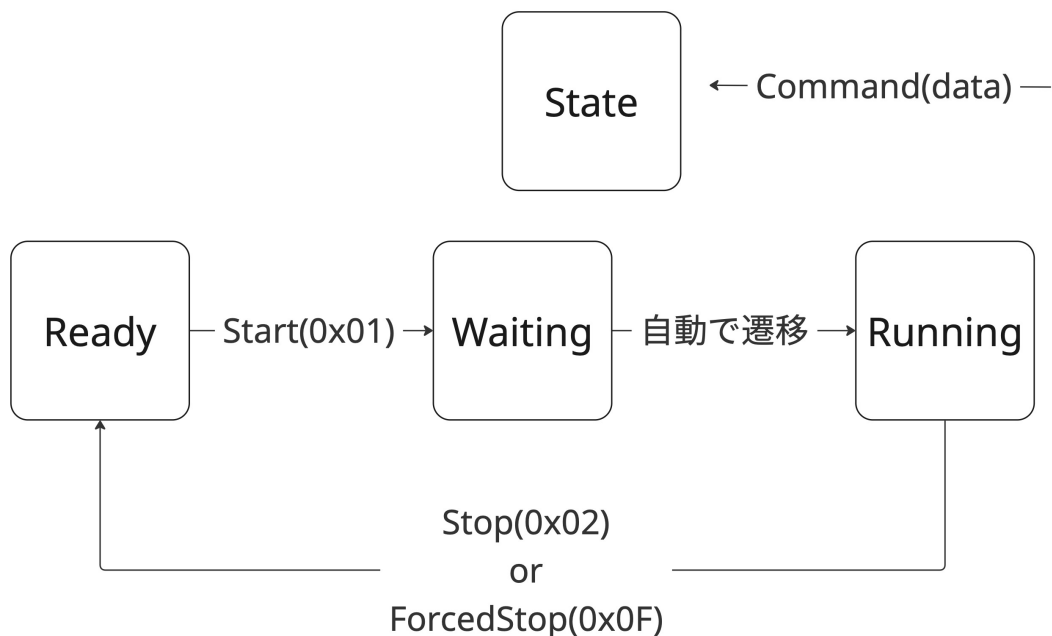 State
Command(data)
Ready
Start(0x01)
Waiting
自動で遷移
Running
Stop(0x02)
or
ForcedStop(0x0F)